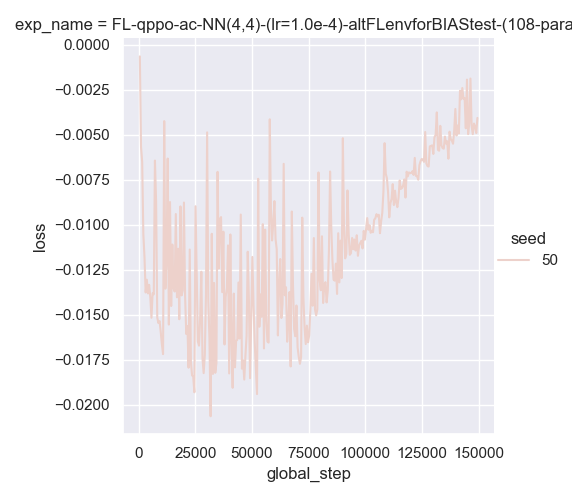 exp_name = FL-qppo-ac-NN(4,4)-(lr=1.0e-4)-altFLenvforBIAStest-(108-para
0.0000
−0.0025
−0.0050
−0.0075
−0.0100
−0.0125
−0.0150
−0.0175
−0.0200
loss
seed
50
0 25000 50000 75000 100000 125000 150000
global_step